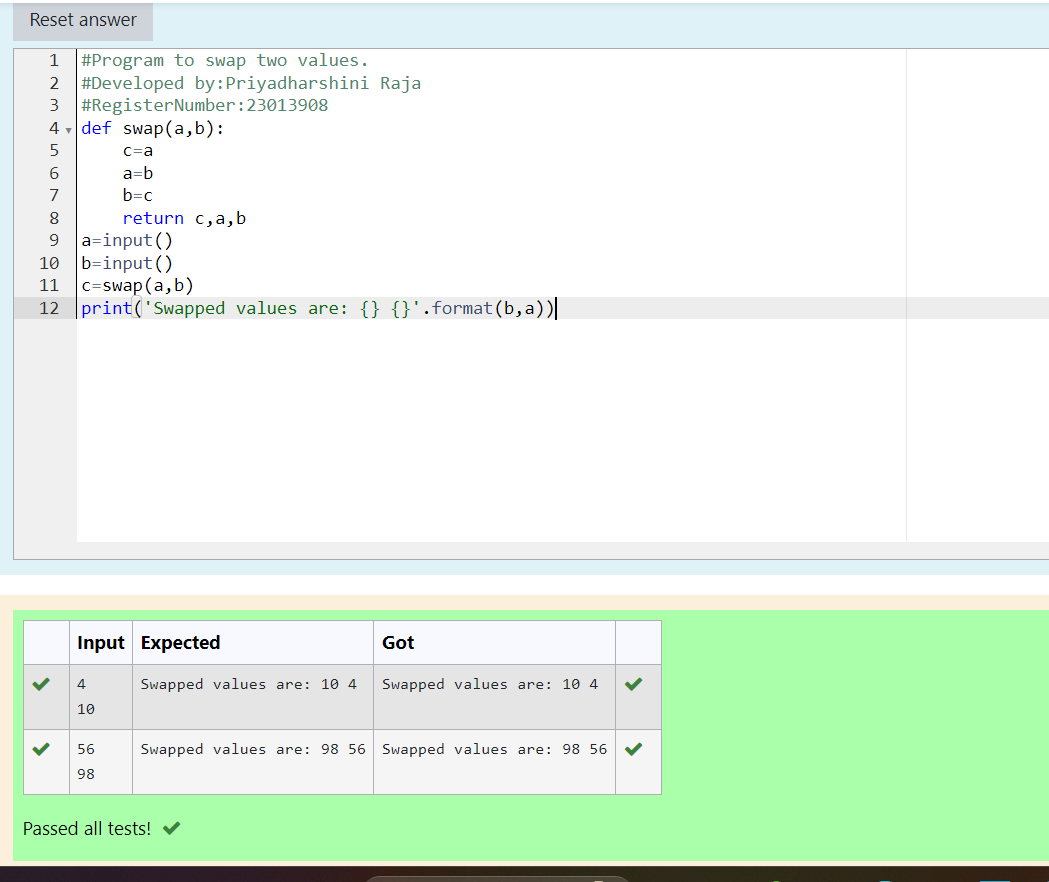 Reset answer
1 #Program to swap two values.
2 #Developed by:Priyadharshini Raja
3 #RegisterNumber:23013908
4 def swap(a,b):
5     c=a
6     a=b
7     b=c
8     return c,a,b
9 a=input()
10 b=input()
11 c=swap(a,b)
12 print('Swapped values are: {} {}'.format(b,a))
Input Expected Got
4 Swapped values are: 10 4 Swapped values are: 10 4
10
56 Swapped values are: 98 56 Swapped values are: 98 56
98
Passed all tests!